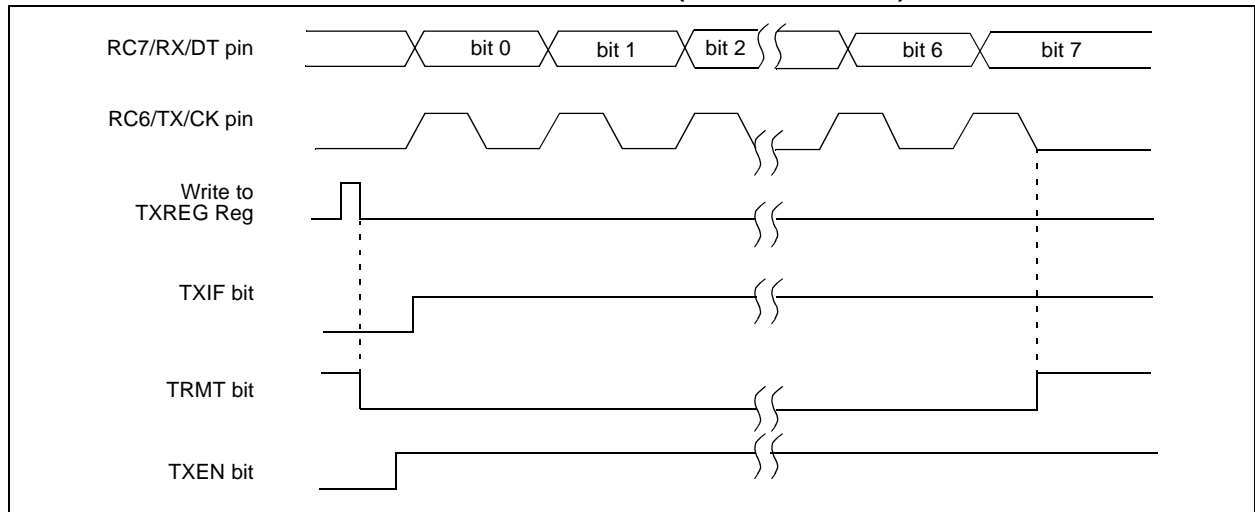 RC7/RX/DT pin
bit 0
bit 1
bit 2
bit 6
bit 7
RC6/TX/CK pin
Write to
TXREG Reg
TXIF bit
TRMT bit
TXEN bit